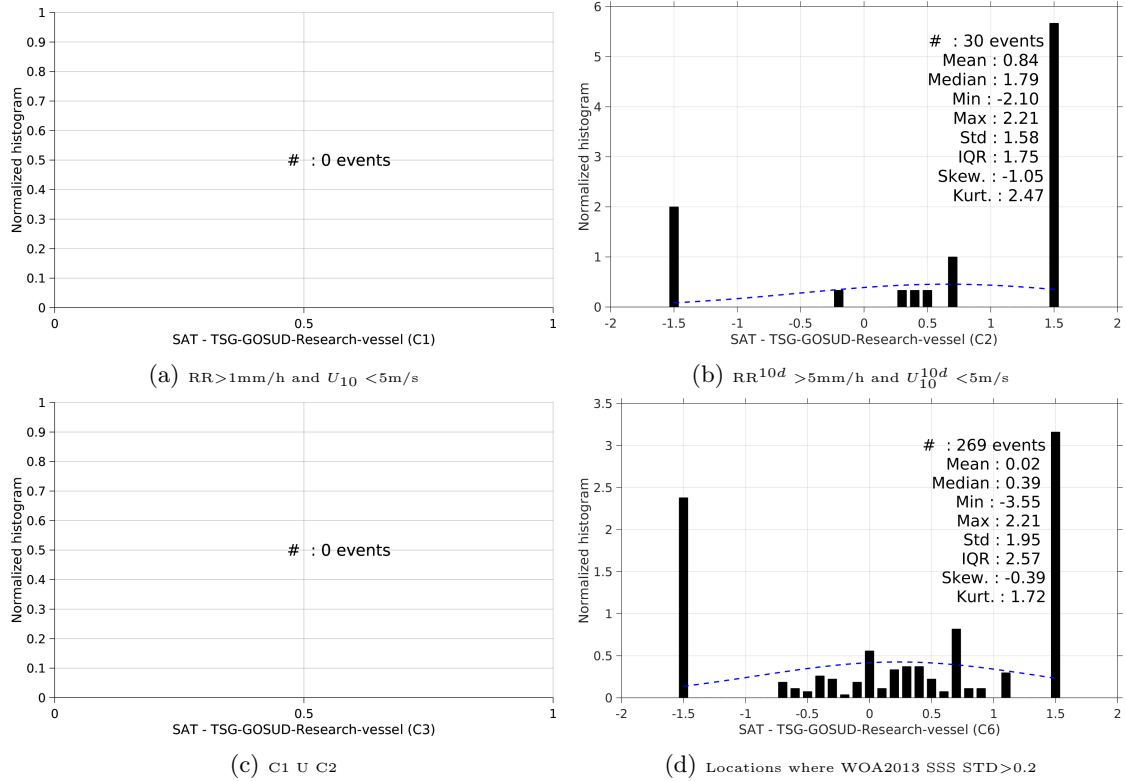 1
0.9
0.8
0.7
0.6
0.5
0.4
0.3
0.2
0.1
0
Normalized histogram
# : 0 events
0 0.5 1
SAT - TSG-GOSUD-Research-vessel (C1)
(a) RR>1mm/h and U10 <5m/s
6
5
4
3
2
1
0
Normalized histogram
# : 30 events
Mean : 0.84
Median : 1.79
Min : -2.10
Max : 2.21
Std : 1.58
IQR : 1.75
Skew. : -1.05
Kurt. : 2.47
-2 -1.5 -1 -0.5 0 0.5 1 1.5 2
SAT - TSG-GOSUD-Research-vessel (C2)
(b) RR^10d >5mm/h and U10^10d <5m/s
1
0.9
0.8
0.7
0.6
0.5
0.4
0.3
0.2
0.1
0
Normalized histogram
# : 0 events
0 0.5 1
SAT - TSG-GOSUD-Research-vessel (C3)
(c) C1 U C2
3.5
3
2.5
2
1.5
1
0.5
0
Normalized histogram
# : 269 events
Mean : 0.02
Median : 0.39
Min : -3.55
Max : 2.21
Std : 1.95
IQR : 2.57
Skew. : -0.39
Kurt. : 1.72
-2 -1.5 -1 -0.5 0 0.5 1 1.5 2
SAT - TSG-GOSUD-Research-vessel (C6)
(d) Locations where WOA2013 SSS STD>0.2